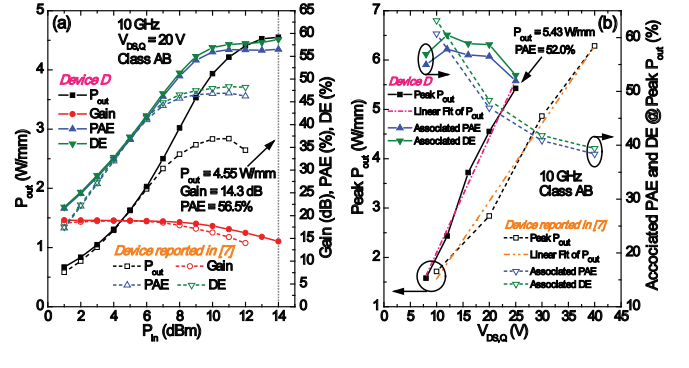 (a)
10 GHz
V_DS,Q = 20 V
Class AB
Device D
P_out
Gain
PAE
DE
P_out = 4.55 W/mm
Gain = 14.3 dB
PAE = 56.5%
Device reported in [7]
P_out
Gain
PAE
DE
P_out (W/mm)
5
4
3
2
1
0
0 2 4 6 8 10 12 14
P_in (dBm)
65
60
55
50
45
40
35
30
25
20
15
10
5
0
Gain (dB), PAE (%), DE (%)
(b)
P_out = 5.43 W/mm
PAE = 52.0%
Device D
Peak P_out
Linear Fit of P_out
Associated PAE
Associated DE
10 GHz
Class AB
Device reported in [7]
Peak P_out
Linear Fit of P_out
Associated PAE
Associated DE
Peak P_out (W/mm)
7
6
5
4
3
2
1
0 5 10 15 20 25 30 35 40 45
V_DS,Q (V)
60
50
40
30
20
10
Accociated PAE and DE @ Peak P_out (%)